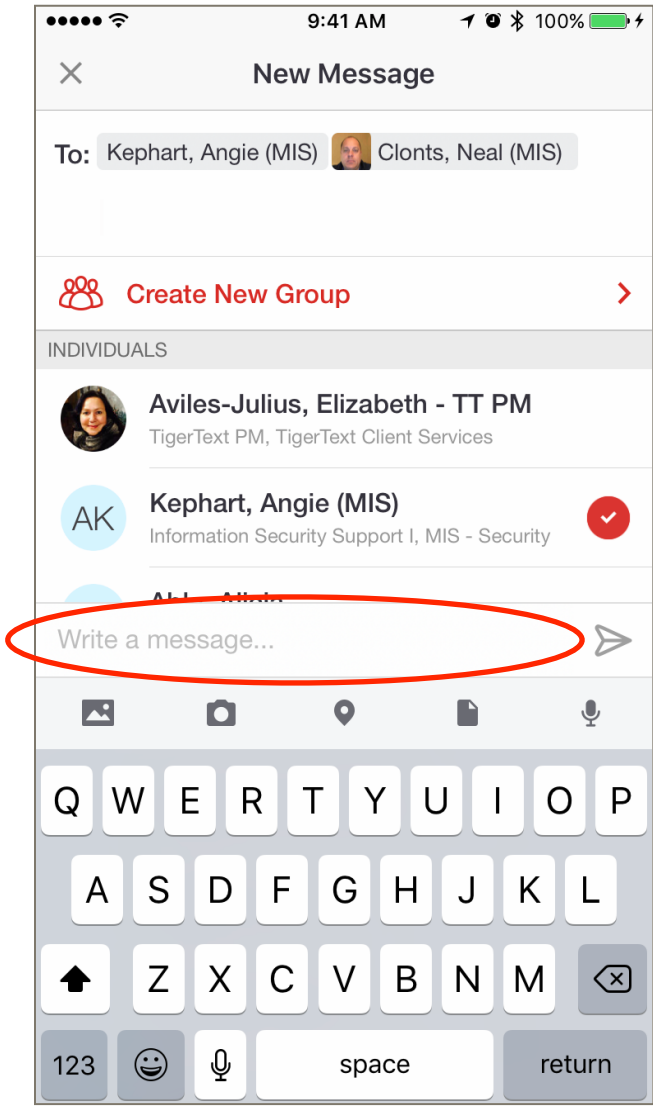 9:41 AM 100%
New Message
To: Kephart, Angie (MIS) Clonts, Neal (MIS)
Create New Group
INDIVIDUALS
Aviles-Julius, Elizabeth - TT PM
TigerText PM, TigerText Client Services
AK Kephart, Angie (MIS)
Information Security Support I, MIS - Security
Write a message...
Q W E R T Y U I O P
A S D F G H J K L
Z X C V B N M
123 space return